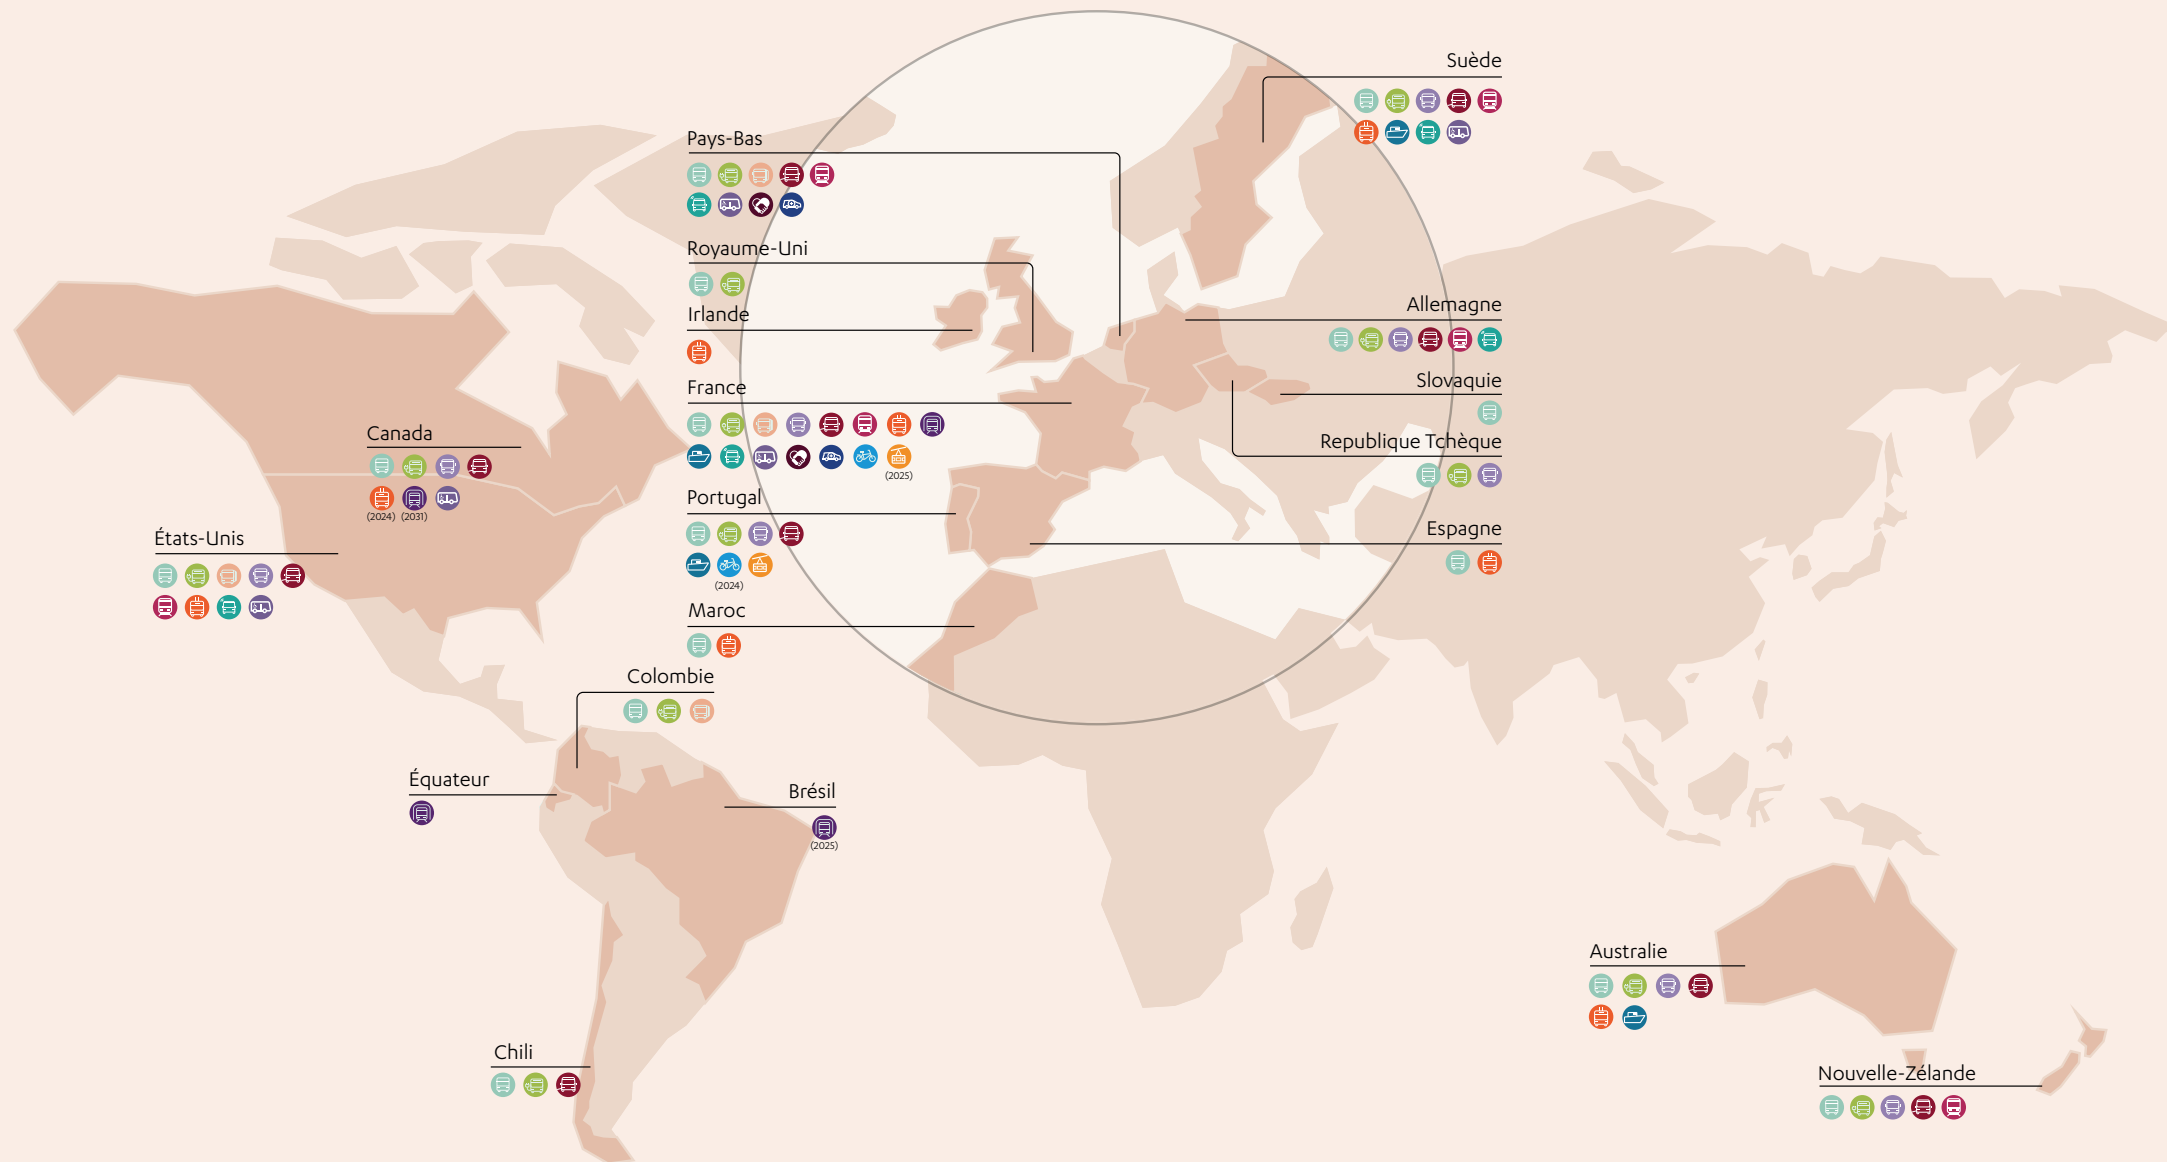 Suède
Pays-Bas
Royaume-Uni
Irlande
Allemagne
France
(2025)
Slovaquie
Republique Tchèque
Canada
(2024) (2031)
Portugal
(2024)
États-Unis
Espagne
Maroc
Colombie
Équateur
Brésil
(2025)
Australie
Chili
Nouvelle-Zélande